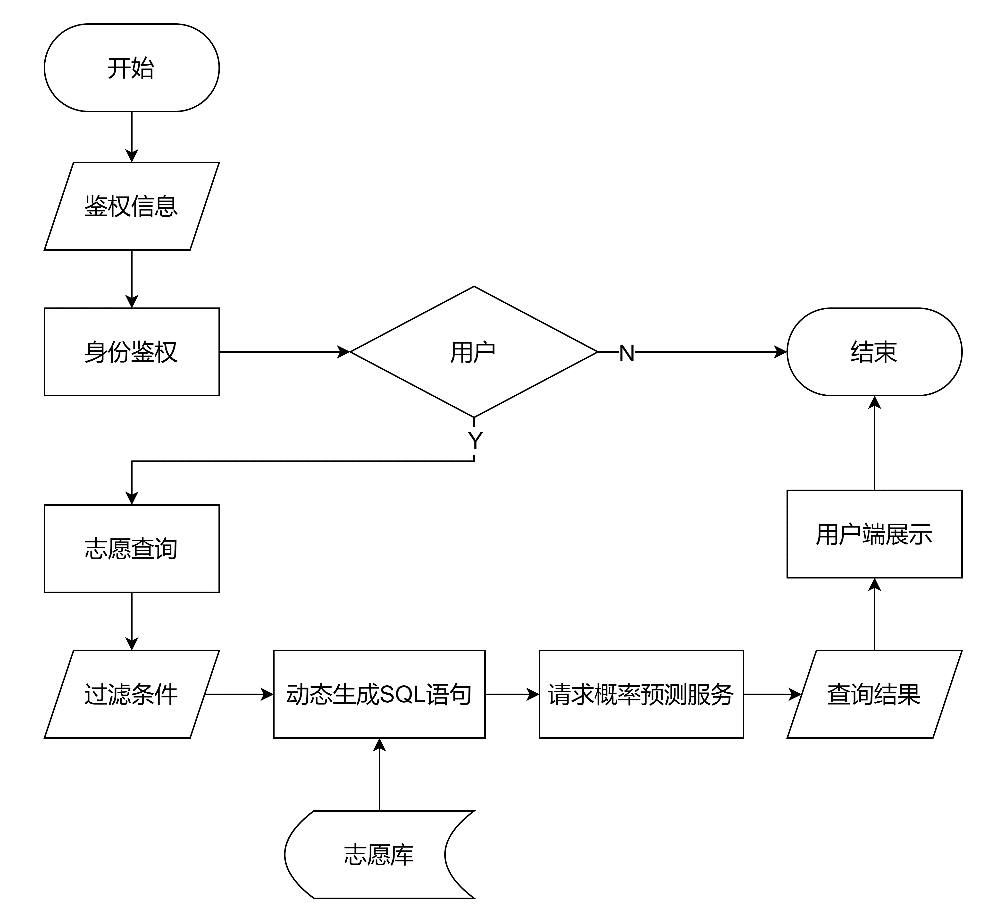 开始
鉴权信息
身份鉴权
用户
N
结束
Y
志愿查询
用户端展示
过滤条件
动态生成SQL语句
请求概率预测服务
查询结果
志愿库